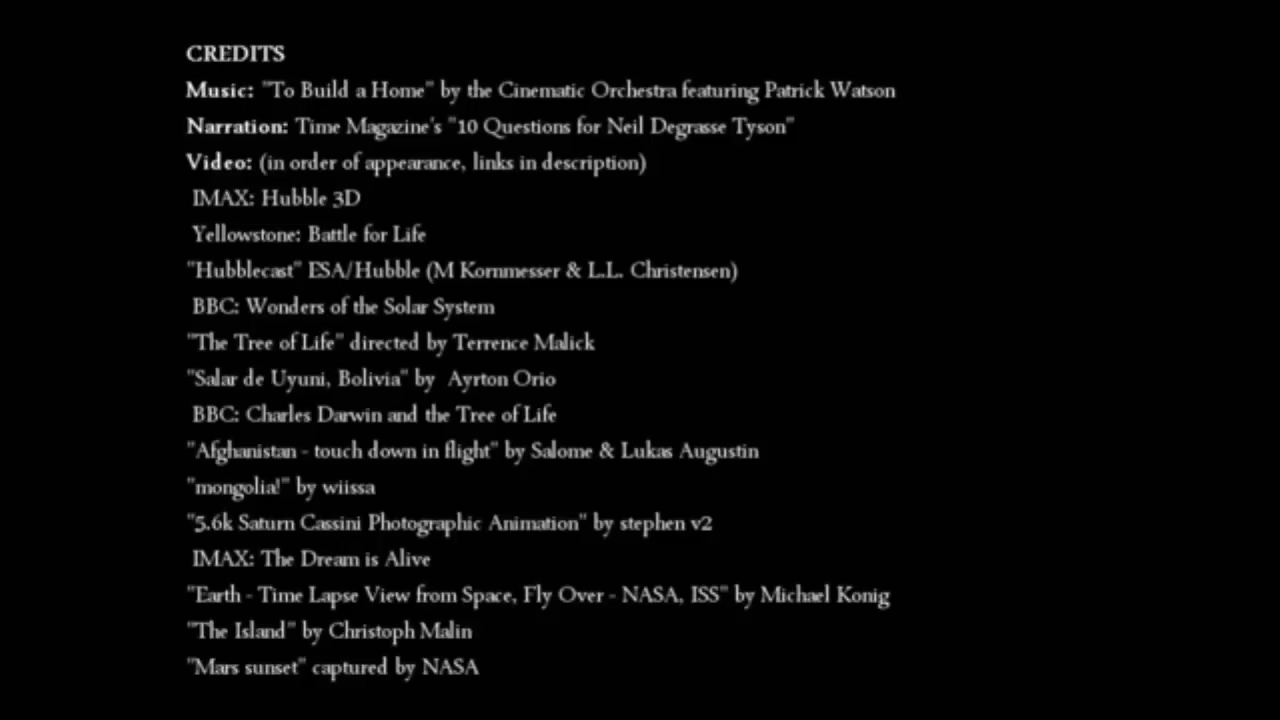 CREDITS
Music: "To Build a Home" by the Cinematic Orchestra featuring Patrick Watson
Narration: Time Magazine's "10 Questions for Neil Degrasse Tyson"
Video: (in order of appearance, links in description)
IMAX: Hubble 3D
Yellowstone: Battle for Life
"Hubblecast" ESA/Hubble (M Kornmesser & L.L. Christensen)
BBC: Wonders of the Solar System
"The Tree of Life" directed by Terrence Malick
"Salar de Uyuni, Bolivia" by Ayrton Orio
BBC: Charles Darwin and the Tree of Life
"Afghanistan - touch down in flight" by Salome & Lukas Augustin
"mongolia!" by wiissa
"5.6k Saturn Cassini Photographic Animation" by stephen v2
IMAX: The Dream is Alive
"Earth - Time Lapse View from Space, Fly Over - NASA, ISS" by Michael Konig
"The Island" by Christoph Malin
"Mars sunset" captured by NASA